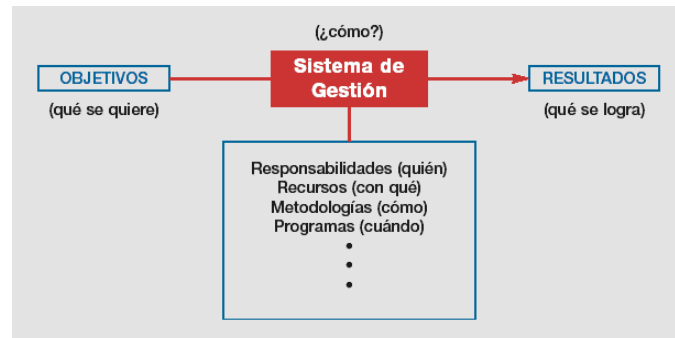 (¿cómo?)
OBJETIVOS
(qué se quiere)
Sistema de
Gestión
RESULTADOS
(qué se logra)
Responsabilidades (quién)
Recursos (con qué)
Metodologías (cómo)
Programas (cuándo)
•
•
•